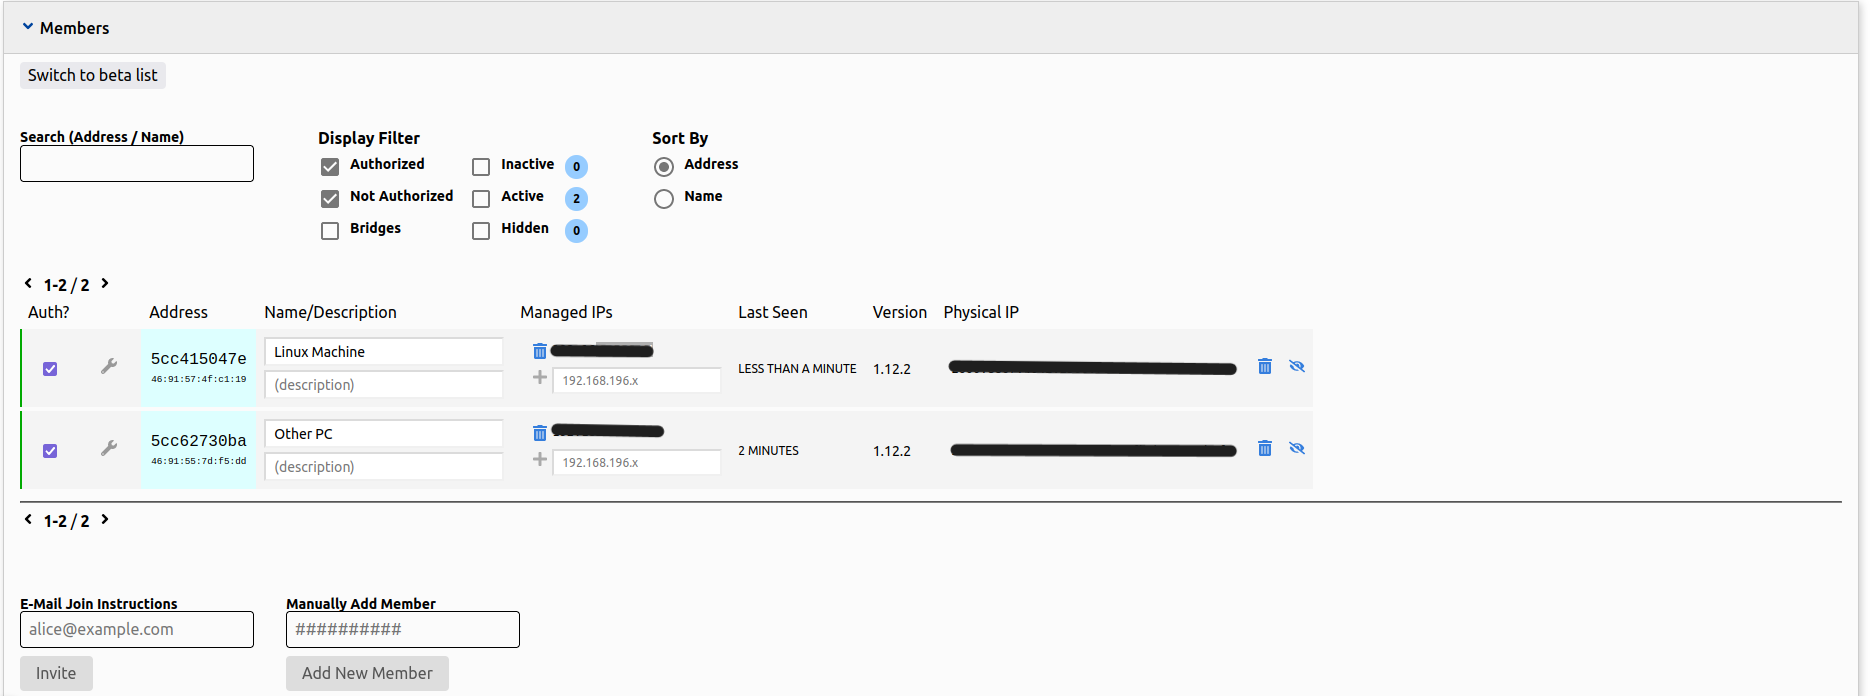 Members
Switch to beta list
Search (Address / Name)
Display Filter
Sort By
Authorized
Inactive
0
Address
Not Authorized
Active
2
Name
Bridges
Hidden
0
1-2 / 2
Auth?
Address
Name/Description
Managed IPs
Last Seen
Version
Physical IP
5cc415047e
46:91:57:4f:c1:19
Linux Machine
(description)
192.168.196.x
LESS THAN A MINUTE
1.12.2
5cc62730ba
46:91:55:7d:f5:dd
Other PC
(description)
192.168.196.x
2 MINUTES
1.12.2
1-2 / 2
E-Mail Join Instructions
alice@example.com
Invite
Manually Add Member
##########
Add New Member